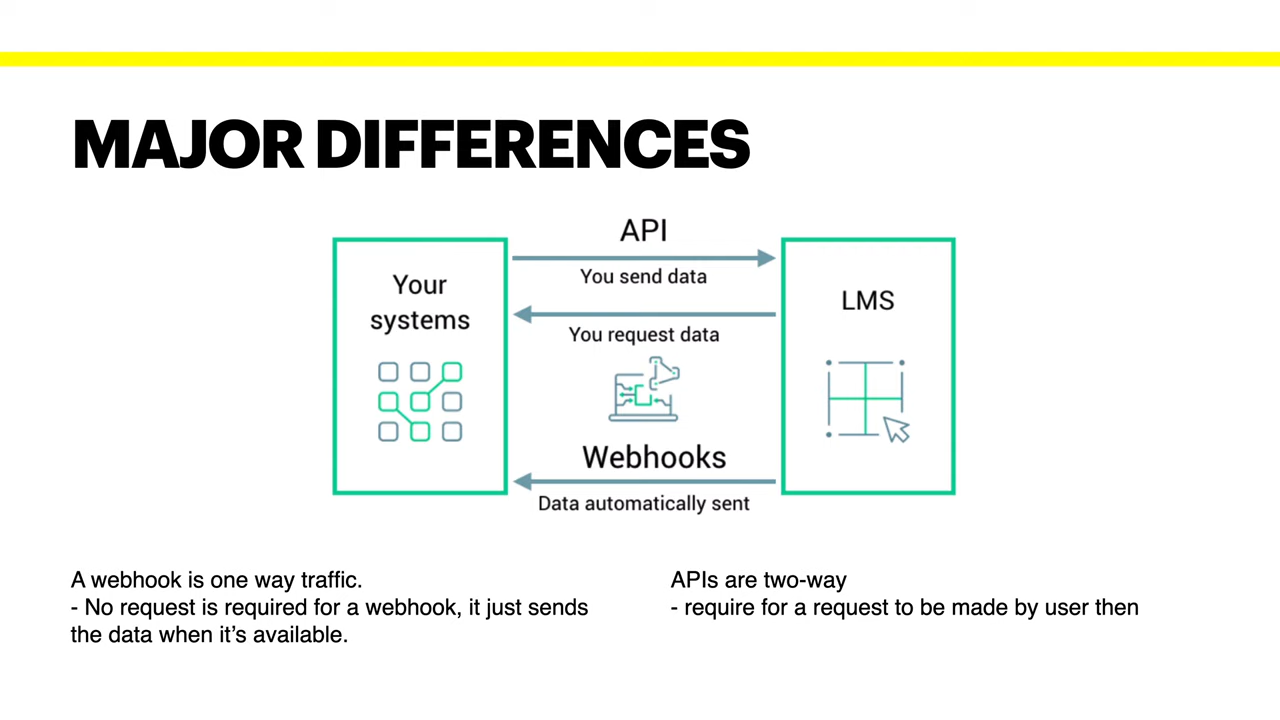 MAJOR DIFFERENCES
API
You send data
Your
systems
LMS
You request data
Webhooks
Data automatically sent
A webhook is one way traffic.
- No request is required for a webhook, it just sends
the data when it’s available.
APIs are two-way
- require for a request to be made by user then